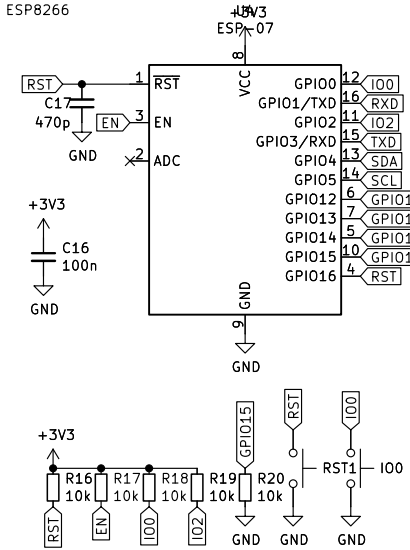 ESP8266
+3V3
ESP-07
8
VCC
RST
1
RST
C17
470p
GND
EN
3
EN
2
ADC
GPIO0
12
IO0
GPIO1/TXD
16
RXD
GPIO2
11
IO2
GPIO3/RXD
15
TXD
GPIO4
13
SDA
GPIO5
14
SCL
GPIO12
6
GPIO1
GPIO13
7
GPIO1
GPIO14
5
GPIO1
GPIO15
10
GPIO1
GPIO16
4
RST
+3V3
C16
100n
GND
GND
9
GND
+3V3
R16
10k
RST
R17
10k
EN
R18
10k
IO0
R19
10k
IO2
GPIO15
R20
10k
GND
RST
RST1
GND
IO0
IO0
GND